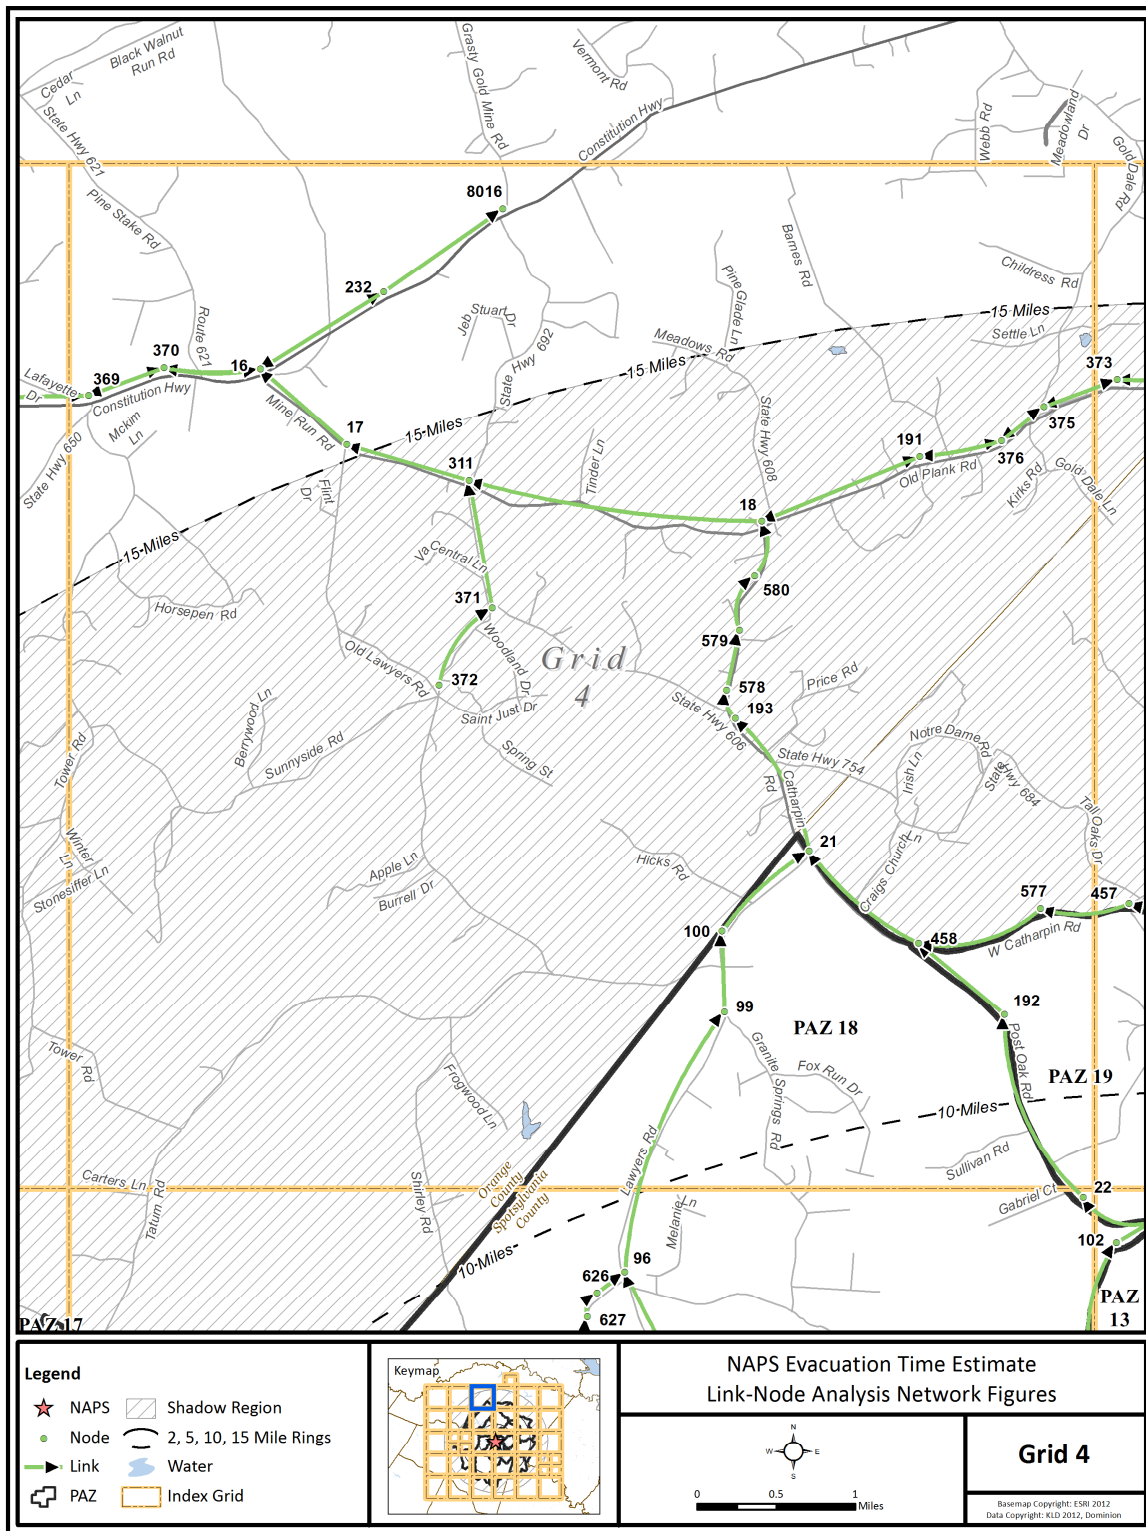 Black Walnut
Run Rd
Cedar
Ln
State Hwy 621
Grasty Gold Mine Rd
Vermont Rd
Constitution Hwy
Webb Rd
Meadowland
Dr
Gold Dale
Rd
Pine Stake Rd
8016
Barnes Rd
Childress Rd
Pine Glade Ln
232
Route 621
Jeb
Stuart Dr
State Hwy 692
15 Miles
Settle Ln
Meadows Rd
15 Miles
370
16
373
Lafayette
Dr
369
Constitution Hwy
Mckim
Ln
Mine Run Rd
17
15-Miles
State Hwy 608
375
376
191
Old Plank Rd
State Hwy 650
Flint
Dr
311
Tinder Ln
Kirks Rd
Gold Dale Ln
18
15-Miles
Va Central Ln
580
Horsepen Rd
371
Woodland Dr
579
Grid
4
Old Lawyers Rd
372
Price Rd
578
193
Saint Just Dr
State Hwy 606
Berrywood Ln
Sunnyside Rd
Spring St
State Hwy 754
Notre Dame Rd
Irish Ln
State Hwy 684
Tower Rd
Catharpin
Rd
Tall Oaks Dr
21
Winter
Ln
Stonesiffer Ln
Apple Ln
Burrell Dr
Hicks Rd
Craigs Church Ln
577
457
100
458
W Catharpin Rd
99
192
PAZ 18
Granite Springs Rd
Fox Run Dr
Post Oak Rd
PAZ 19
Tower
Rd
Frogwood Ln
10-Miles
Lawyers Rd
Sullivan Rd
Carters Ln
Tatum Rd
Shirley Rd
Orange
County
Spotsylvania
County
Melanie Ln
Gabriel Ct
22
102
10-Miles
96
626
627
PAZ
13
PAZ 17
Legend
NAPS
Shadow Region
Node
2, 5, 10, 15 Mile Rings
Link
Water
PAZ
Index Grid
Keymap
NAPS Evacuation Time Estimate
Link-Node Analysis Network Figures
N
W
E
S
0
0.5
1
Miles
Grid 4
Basemap Copyright: ESRI 2012
Data Copyright: KLD 2012, Dominion